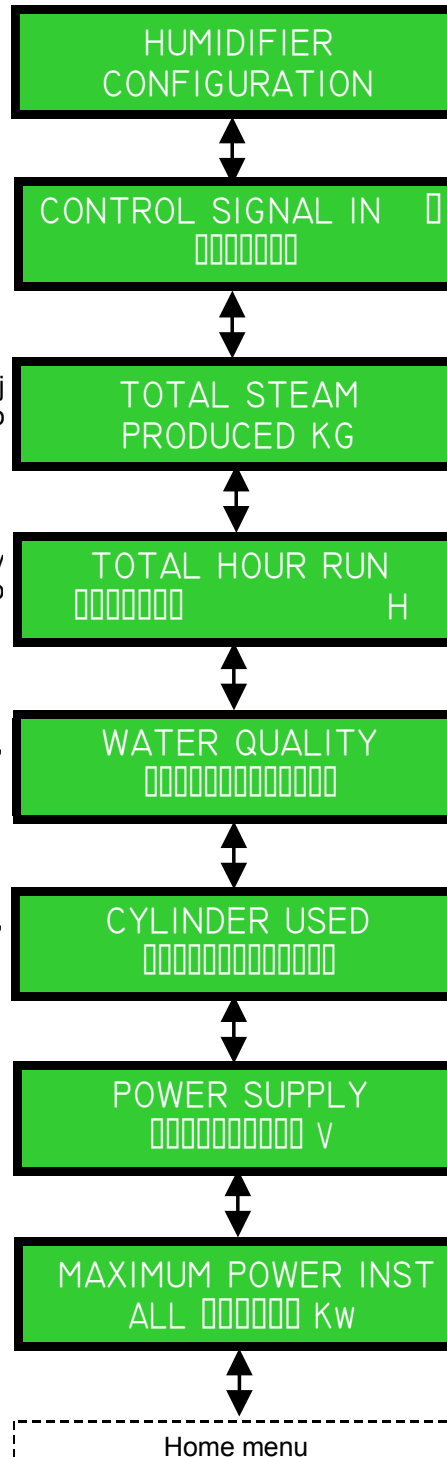 HUMIDIFIER
CONFIGURATION
CONTROL SIGNAL IN ▯
▯▯▯▯▯▯▯
TOTAL STEAM
PRODUCED KG
TOTAL HOUR RUN
▯▯▯▯▯▯▯ H
WATER QUALITY
▯▯▯▯▯▯▯▯▯▯▯▯▯
CYLINDER USED
▯▯▯▯▯▯▯▯▯▯▯▯▯
POWER SUPPLY
▯▯▯▯▯▯▯▯▯▯ V
MAXIMUM POWER INST
ALL ▯▯▯▯▯▯ Kw
Home menu